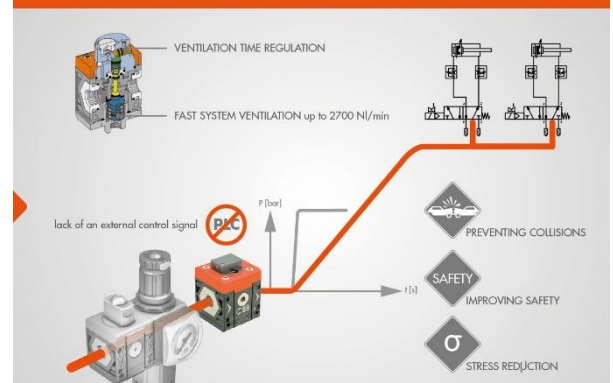 VENTILATION TIME REGULATION
FAST SYSTEM VENTILATION up to 2700 Nl/min
lack of an external control signal
PLC
P [bar]
t [s]
PREVENTING COLLISIONS
SAFETY
IMPROVING SAFETY
σ
STRESS REDUCTION